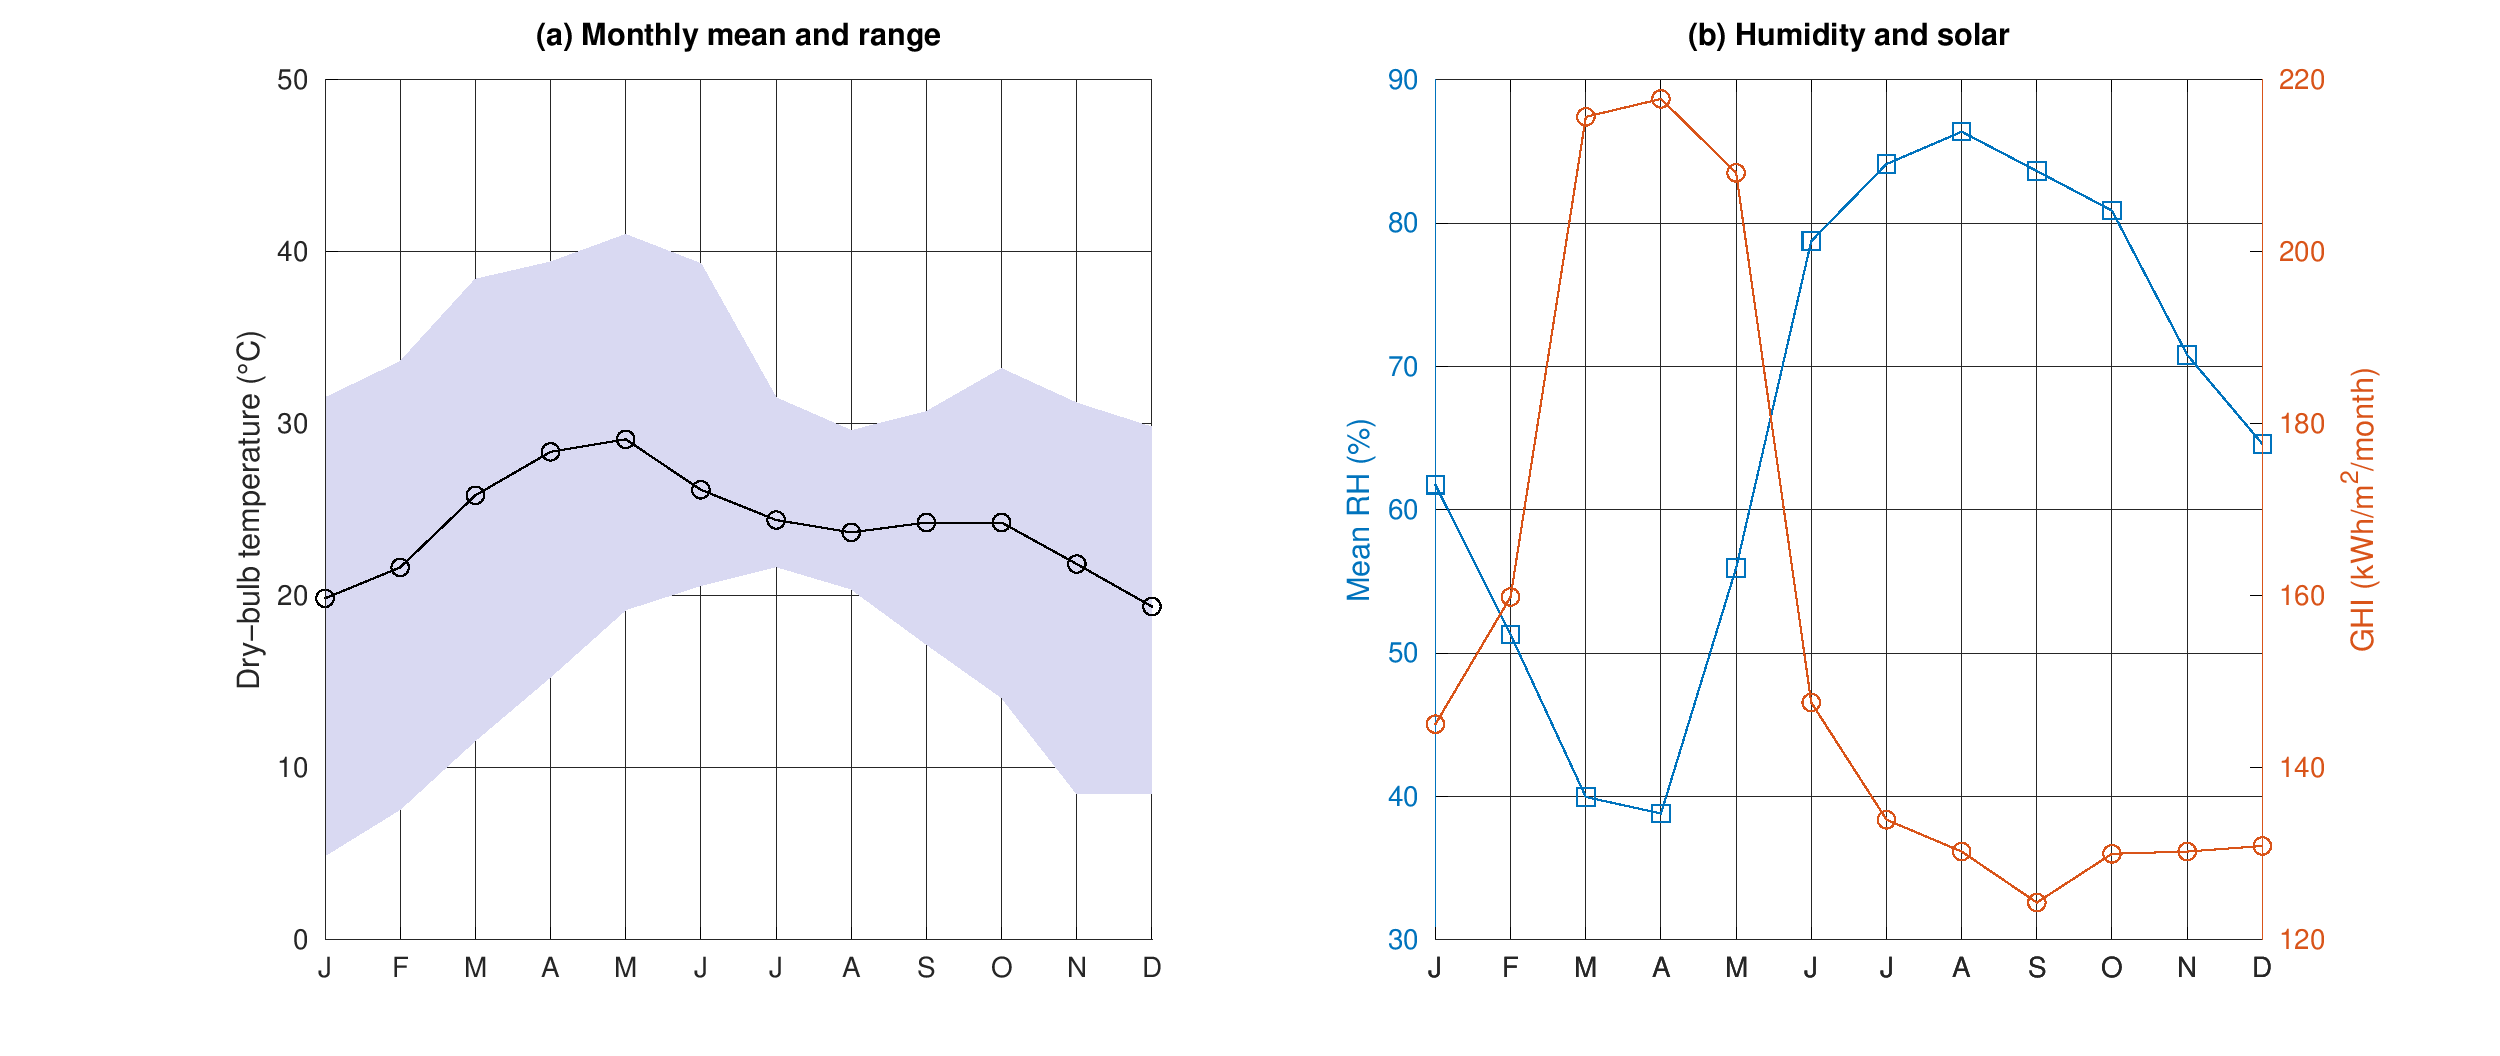 (a) Monthly mean and range
50
40
30
20
10
0
Dry-bulb temperature (°C)
J F M A M J J A S O N D
(b) Humidity and solar
90
80
70
60
50
40
30
Mean RH (%)
220
200
180
160
140
120
GHI (kWh/m²/month)
J F M A M J J A S O N D